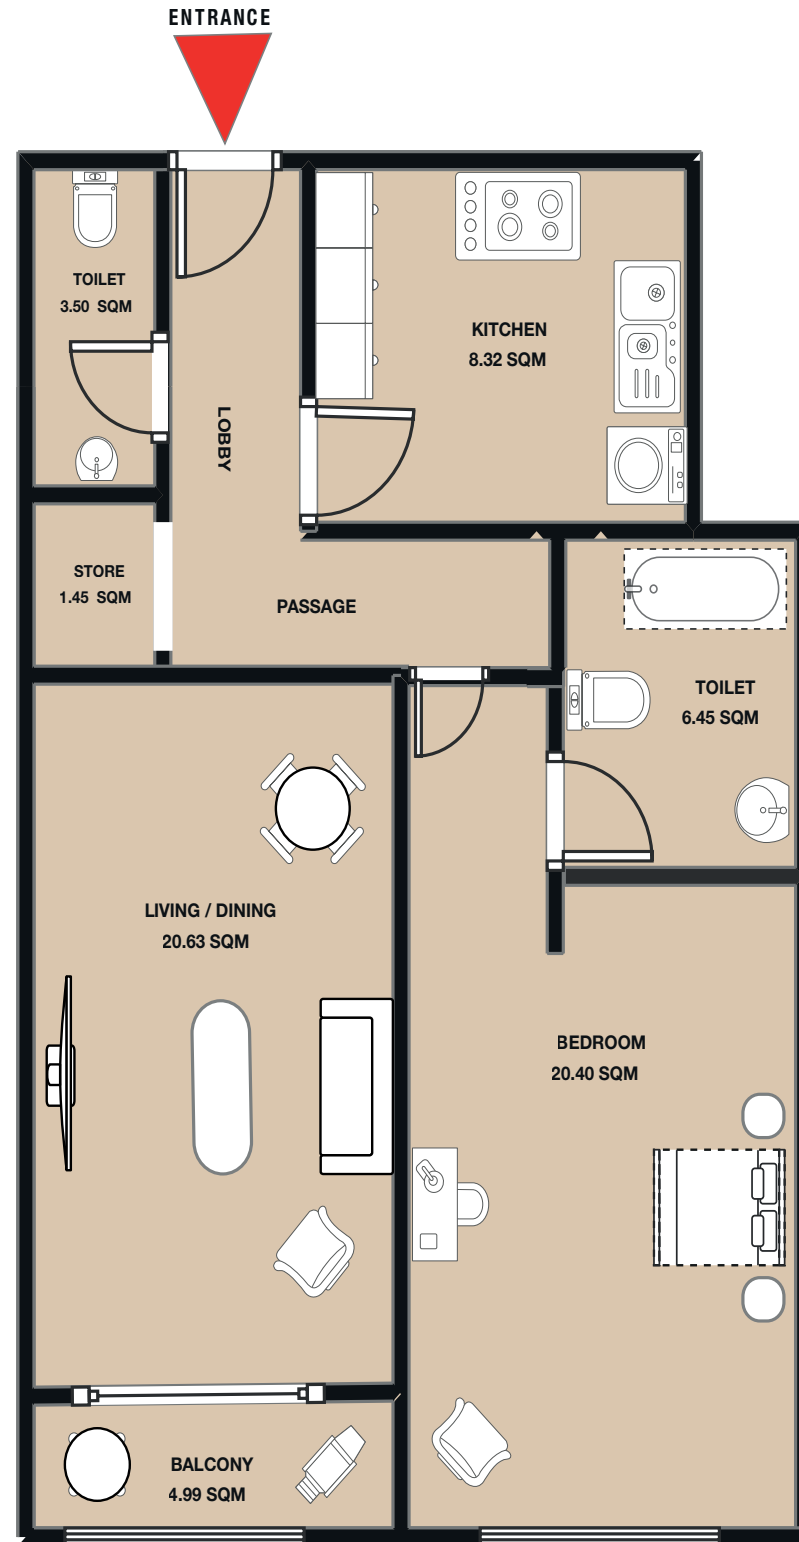 ENTRANCE
TOILET
3.50 SQM
KITCHEN
8.32 SQM
LOBBY
STORE
1.45 SQM
PASSAGE
TOILET
6.45 SQM
LIVING / DINING
20.63 SQM
BEDROOM
20.40 SQM
BALCONY
4.99 SQM